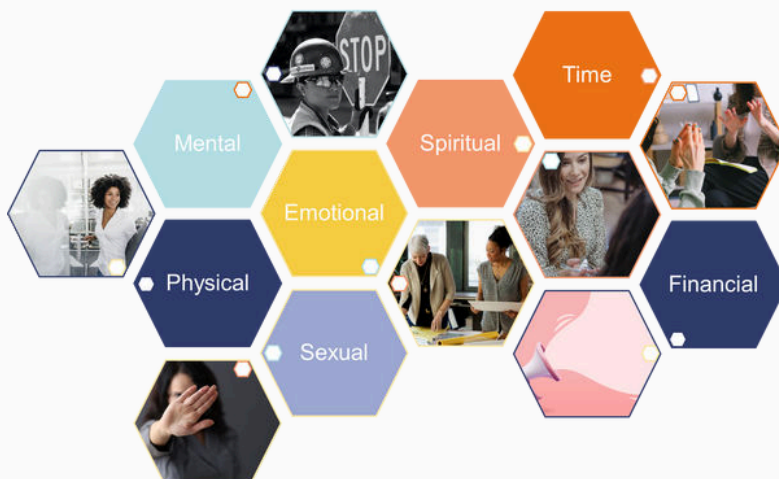 Time
STOP
Mental
Spiritual
Emotional
Physical
Financial
Sexual